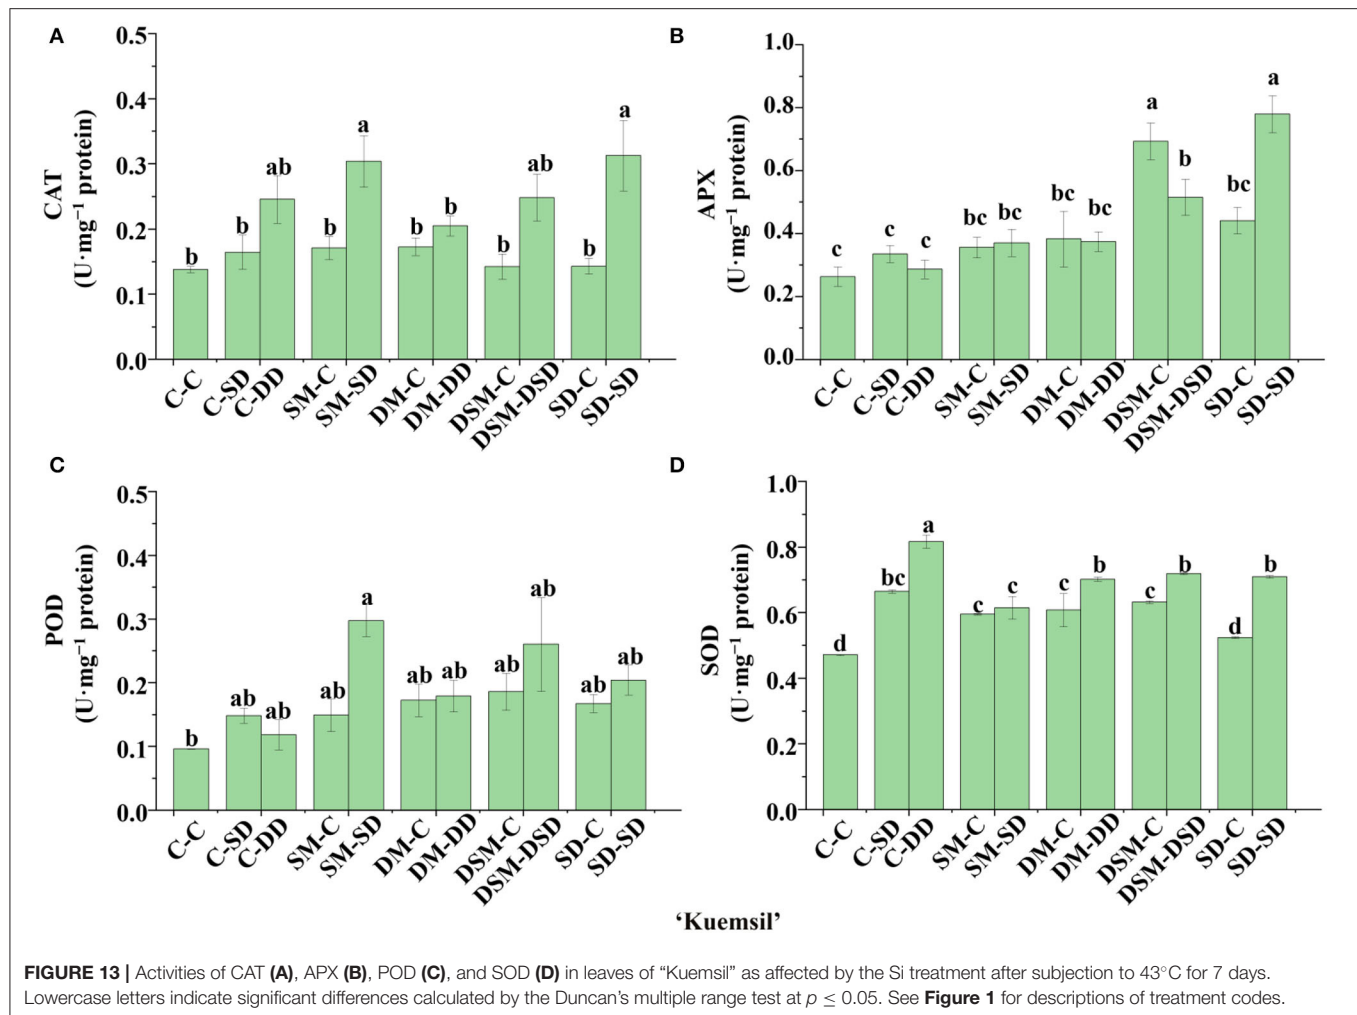 A
CAT
(U·mg⁻¹ protein)
0.5
0.4
0.3
0.2
0.1
0.0
b
b
ab
b
a
b
b
b
ab
b
a
C-C
C-SD
C-DD
SM-C
SM-SD
DM-C
DM-DD
DSM-C
DSM-DSD
SD-C
SD-SD
B
APX
(U·mg⁻¹ protein)
1.0
0.8
0.6
0.4
0.2
0.0
c
c
c
bc
bc
bc
bc
a
b
bc
a
C-C
C-SD
C-DD
SM-C
SM-SD
DM-C
DM-DD
DSM-C
DSM-DSD
SD-C
SD-SD
C
POD
(U·mg⁻¹ protein)
0.5
0.4
0.3
0.2
0.1
0.0
b
ab
ab
ab
a
ab
ab
ab
ab
ab
ab
C-C
C-SD
C-DD
SM-C
SM-SD
DM-C
DM-DD
DSM-C
DSM-DSD
SD-C
SD-SD
D
SOD
(U·mg⁻¹ protein)
1.0
0.8
0.6
0.4
0.2
0.0
d
bc
a
c
c
c
b
c
b
d
b
C-C
C-SD
C-DD
SM-C
SM-SD
DM-C
DM-DD
DSM-C
DSM-DSD
SD-C
SD-SD
‘Kuemsil’
FIGURE 13 | Activities of CAT (A), APX (B), POD (C), and SOD (D) in leaves of “Kuemsil” as affected by the Si treatment after subjection to 43°C for 7 days.
Lowercase letters indicate significant differences calculated by the Duncan's multiple range test at p ≤ 0.05. See Figure 1 for descriptions of treatment codes.